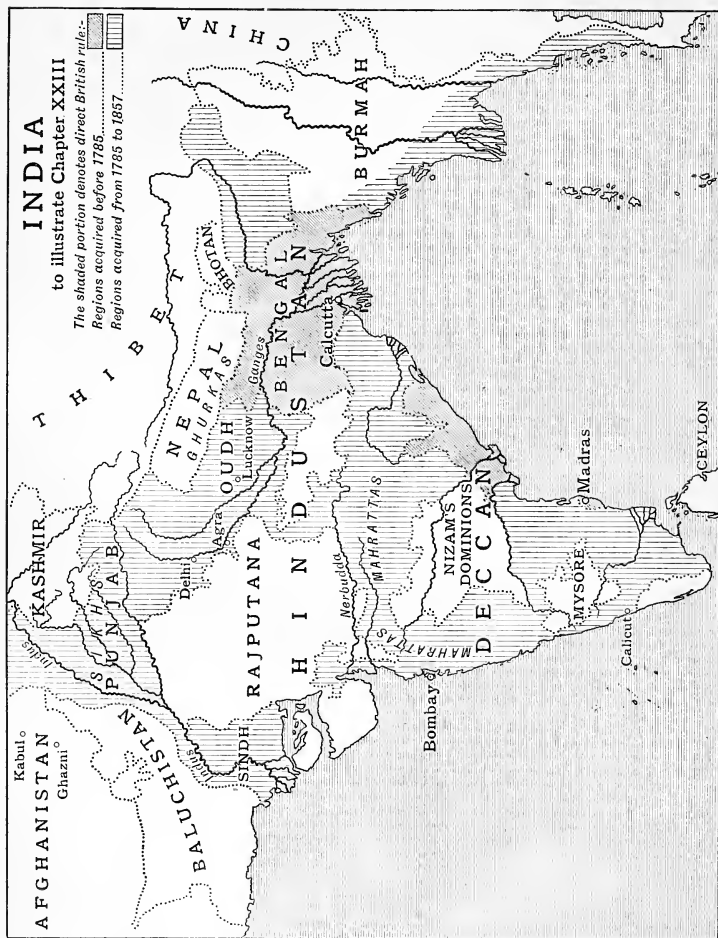 INDIA
to illustrate Chapter XXIII
The shaded portion denotes direct British rule:-
Regions acquired before 1785
Regions acquired from 1785 to 1857
AFGHANISTAN
Kabul
Ghazni
BALUCHISTAN
KASHMIR
Indus
SIKHS
PUNJAB
THIBET
CHINA
NEPAL
GHURKAS
BHOTAN
Delhi
Agra
OUDH
Lucknow
Ganges
BENGAL
BURMAH
Indus
SINDH
RAJPUTANA
HINDUSTAN
Calcutta
Nerbudda
MAHRATTAS
MAHRATTAS
Bombay
NIZAM'S
DOMINIONS
DECCAN
Madras
MYSORE
Calicut
CEYLON